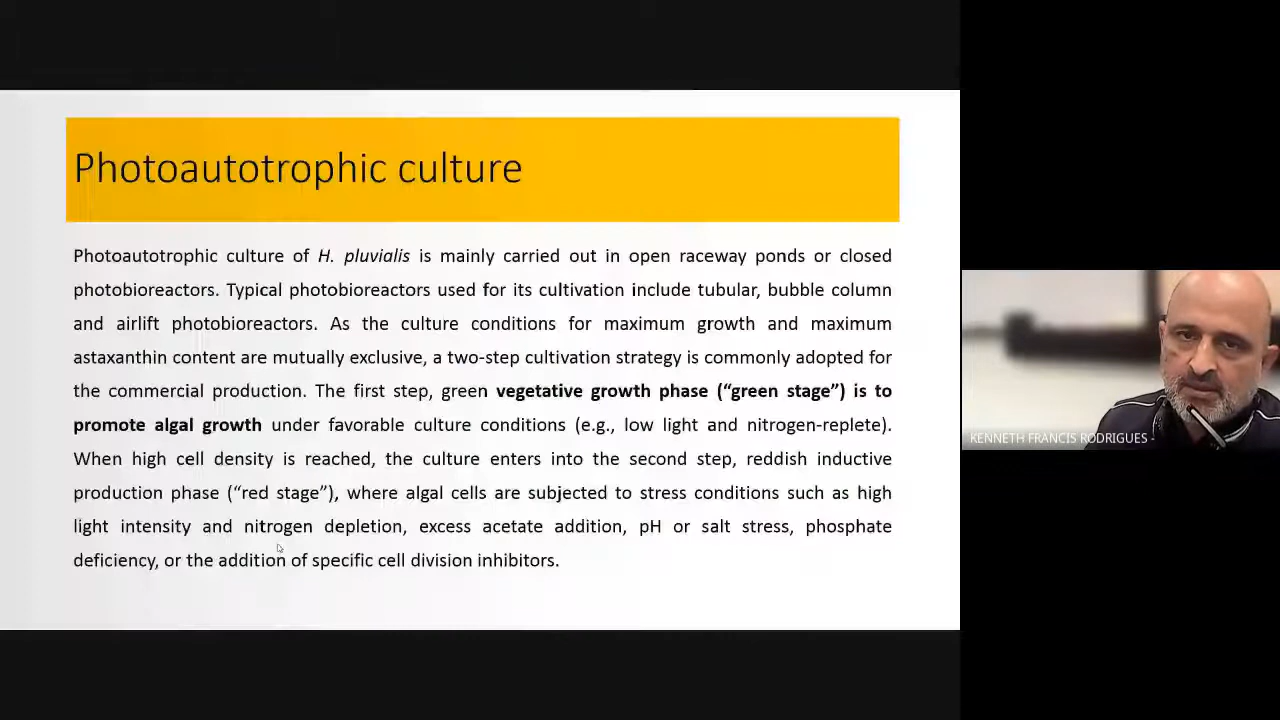 Photoautotrophic culture
Photoautotrophic culture of H. pluvialis is mainly carried out in open raceway ponds or closed
photobioreactors. Typical photobioreactors used for its cultivation include tubular, bubble column
and airlift photobioreactors. As the culture conditions for maximum growth and maximum
astaxanthin content are mutually exclusive, a two-step cultivation strategy is commonly adopted for
the commercial production. The first step, green vegetative growth phase (“green stage”) is to
promote algal growth under favorable culture conditions (e.g., low light and nitrogen-replete).
When high cell density is reached, the culture enters into the second step, reddish inductive
production phase (“red stage”), where algal cells are subjected to stress conditions such as high
light intensity and nitrogen depletion, excess acetate addition, pH or salt stress, phosphate
deficiency, or the addition of specific cell division inhibitors.
KENNETH FRANCIS RODRIGUES -